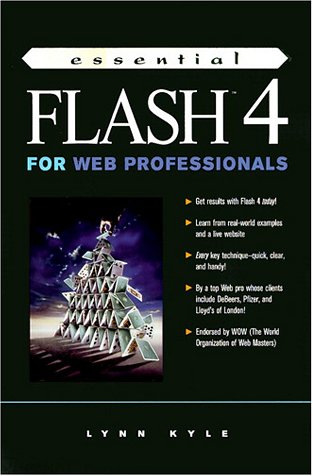 essential
FLASH™ 4
FOR WEB PROFESSIONALS
Get results with Flash 4 today!
Learn from real-world examples
and a live website
Every key technique–quick, clear,
and handy!
By a top Web pro whose clients
include DeBeers, Pfizer, and
Lloyd's of London!
Endorsed by WOW (The World
Organization of Web Masters)
LYNN KYLE